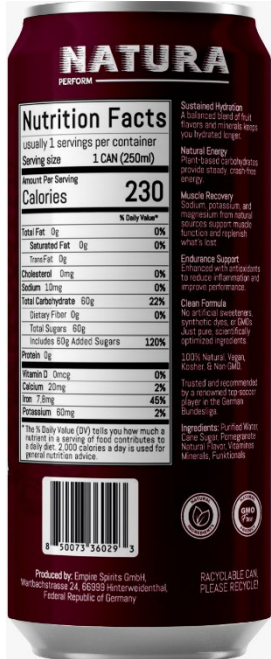 NATURA
PERFORM
Nutrition Facts
usually 1 servings per container
Serving size 1 CAN (250ml)
Amount Per Serving
Calories 230
% Daily Value*
Total Fat 0g 0%
Saturated Fat 0g 0%
TransFat 0g
Cholesterol 0mg 0%
Sodium 10mg 0%
Total Carbohydrate 60g 22%
Dietary Fiber 0g 0%
Total Sugars 60g
Includes 60g Added Sugars 120%
Protein 0g
Vitamin D 0mcg 0%
Calcium 20mg 2%
Iron 7,8mg 45%
Potassium 60mg 2%
* The % Daily Value (DV) tells you how much a
nutrient in a serving of food contributes to
a daily diet. 2,000 calories a day is used for
general nutrition advice.
8 50073 36029 3
Produced by: Empire Spirits GmbH,
Wartbachstrasse 24, 66999 Hinterweidenthal,
Federal Republic of Germany
Sustained Hydration
A balanced blend of fruit
flavors and minerals keeps
you hydrated longer.
Natural Energy
Plant-based carbohydrates
provide steady, crash-free
energy.
Muscle Recovery
Sodium, potassium, and
magnesium from natural
sources support muscle
function and replenish
what's lost.
Endurance Support
Enhanced with antioxidants
to reduce inflammation and
improve performance.
Clean Formula
No artificial sweeteners,
synthetic dyes, or GMOs
Just pure, scientifically
optimized ingredients.
100% Natural, Vegan,
Kosher, & Non-GMO.
Trusted and recommended
by a renowned top-soccer
player in the German
Bundesliga.
Ingredients: Purified Water,
Cane Sugar, Pomegranate
Natural Flavor, Vitamines
Minerals, Funktionals
GMO
RACYCLABLE CAN,
PLEASE RECYCLE!